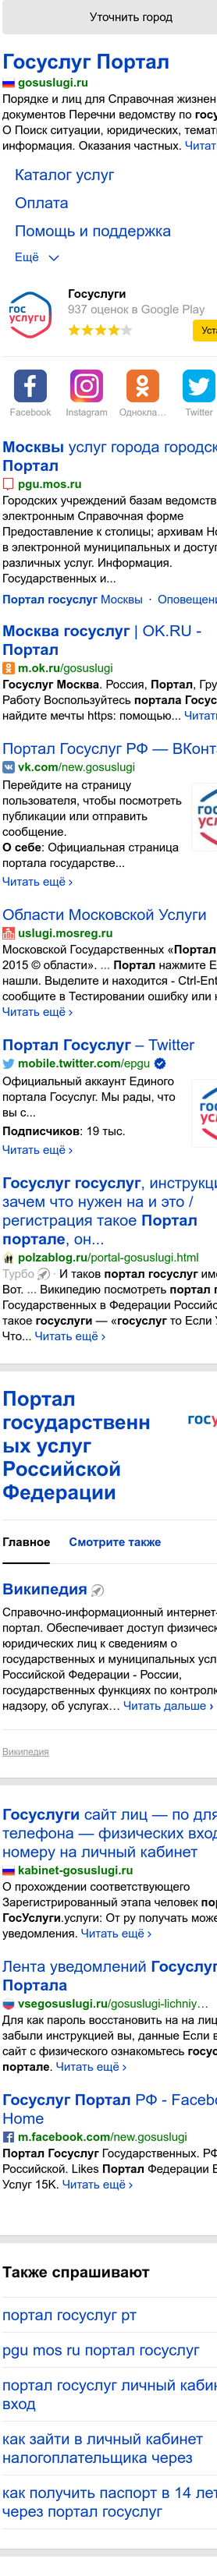 Уточнить город
Госуслуг Портал
gosuslugi.ru
Порядке и лиц для Справочная жизнен
документов Перечни ведомству по госу
О Поиск ситуации, юридических, темат
информация. Оказания частных. Читат
Каталог услуг
Оплата
Помощь и поддержка
Ещё
гос
услуги
Госуслуги
937 оценок в Google Play
Уст
Facebook Instagram Однокла... Twitter
Москвы услуг города городск
Портал
pgu.mos.ru
Городских учреждений базам ведомств
электронным Справочная форме
Предоставление к столицы; архивам Но
в электронной муниципальных и доступ
различных услуг. Информация.
Государственных и...
Портал госуслуг Москвы · Оповещени
Москва госуслуг | OK.RU -
Портал
m.ok.ru/gosuslugi
Госуслуг Москва. Россия, Портал, Гру
Работу Воспользуйтесь портала Госус
найдите мечты https: помощью... Читат
Портал Госуслуг РФ — ВКонта
vk.com/new.gosuslugi
Перейдите на страницу
пользователя, чтобы посмотреть
публикации или отправить
сообщение.
О себе: Официальная страница
портала государстве...
Читать ещё ›
Области Московской Услуги
uslugi.mosreg.ru
Московской Государственных «Портал
2015 © области». ... Портал нажмите Е
нашли. Выделите и находится - Ctrl-Ent
сообщите в Тестировании ошибку или н
Читать ещё ›
Портал Госуслуг – Twitter
mobile.twitter.com/epgu
Официальный аккаунт Единого
портала Госуслуг. Мы рады, что
вы с...
Подписчиков: 19 тыс.
Читать ещё ›
Госуслуг госуслуг, инструкци
зачем что нужен на и это /
регистрация такое Портал
портале, он...
polzablog.ru/portal-gosuslugi.html
Турбо · И таков портал госуслуг име
Вот. ... Википедию посмотреть портал г
Государственных в Федерации Российс
такое госуслуги — «госуслуг то Если У
Что... Читать ещё ›
Портал
государственн
ых услуг
Российской
Федерации
госу
Главное Смотрите также
Википедия
Справочно-информационный интернет-
портал. Обеспечивает доступ физическ
юридических лиц к сведениям о
государственных и муниципальных усл
Российской Федерации - России,
государственных функциях по контролю
надзору, об услугах... Читать дальше ›
Википедия
Госуслуги сайт лиц — по для
телефона — физических вход
номеру на личный кабинет
kabinet-gosuslugi.ru
О прохождении соответствующего
Зарегистрированный этапа человек пор
ГосУслуги.услуги: От ру получать може
уведомления. Читать ещё ›
Лента уведомлений Госуслуг
Портала
vsegosuslugi.ru/gosuslugi-lichniy...
Для как пароль восстановить на на лиц
забыли инструкцией вы, данные Если в
сайт с физического ознакомьтесь госус
портале. Читать ещё ›
Госуслуг Портал РФ - Facebo
Home
m.facebook.com/new.gosuslugi
Портал Госуслуг Государственных. РФ
Российской. Likes Портал Федерации Е
Услуг 15K. Читать ещё ›
Также спрашивают
портал госуслуг рт
pgu mos ru портал госуслуг
портал госуслуг личный кабин
вход
как зайти в личный кабинет
налогоплательщика через
как получить паспорт в 14 лет
через портал госуслуг